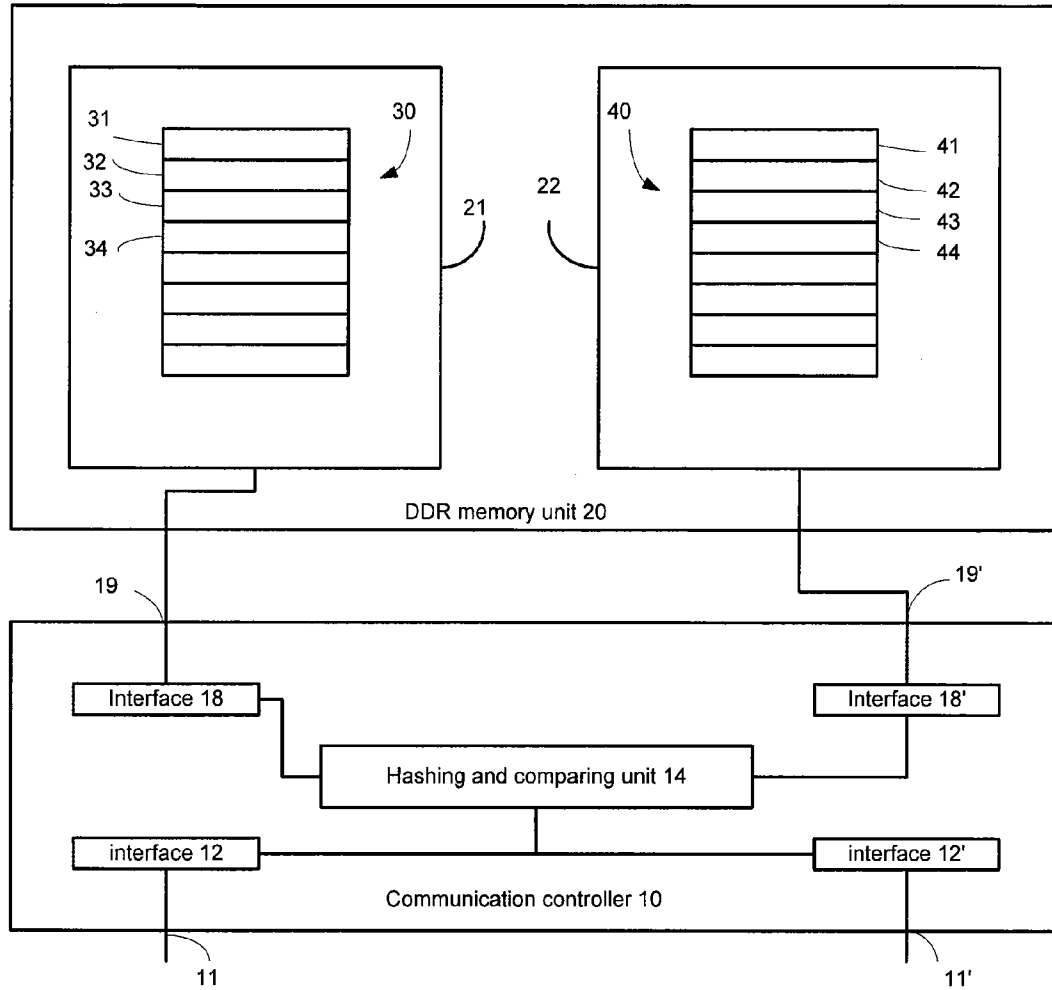 31
32
33
34
30
21
40
22
41
42
43
44
DDR memory unit 20
19
19'
Interface 18
Interface 18'
Hashing and comparing unit 14
interface 12
interface 12'
Communication controller 10
11
11'